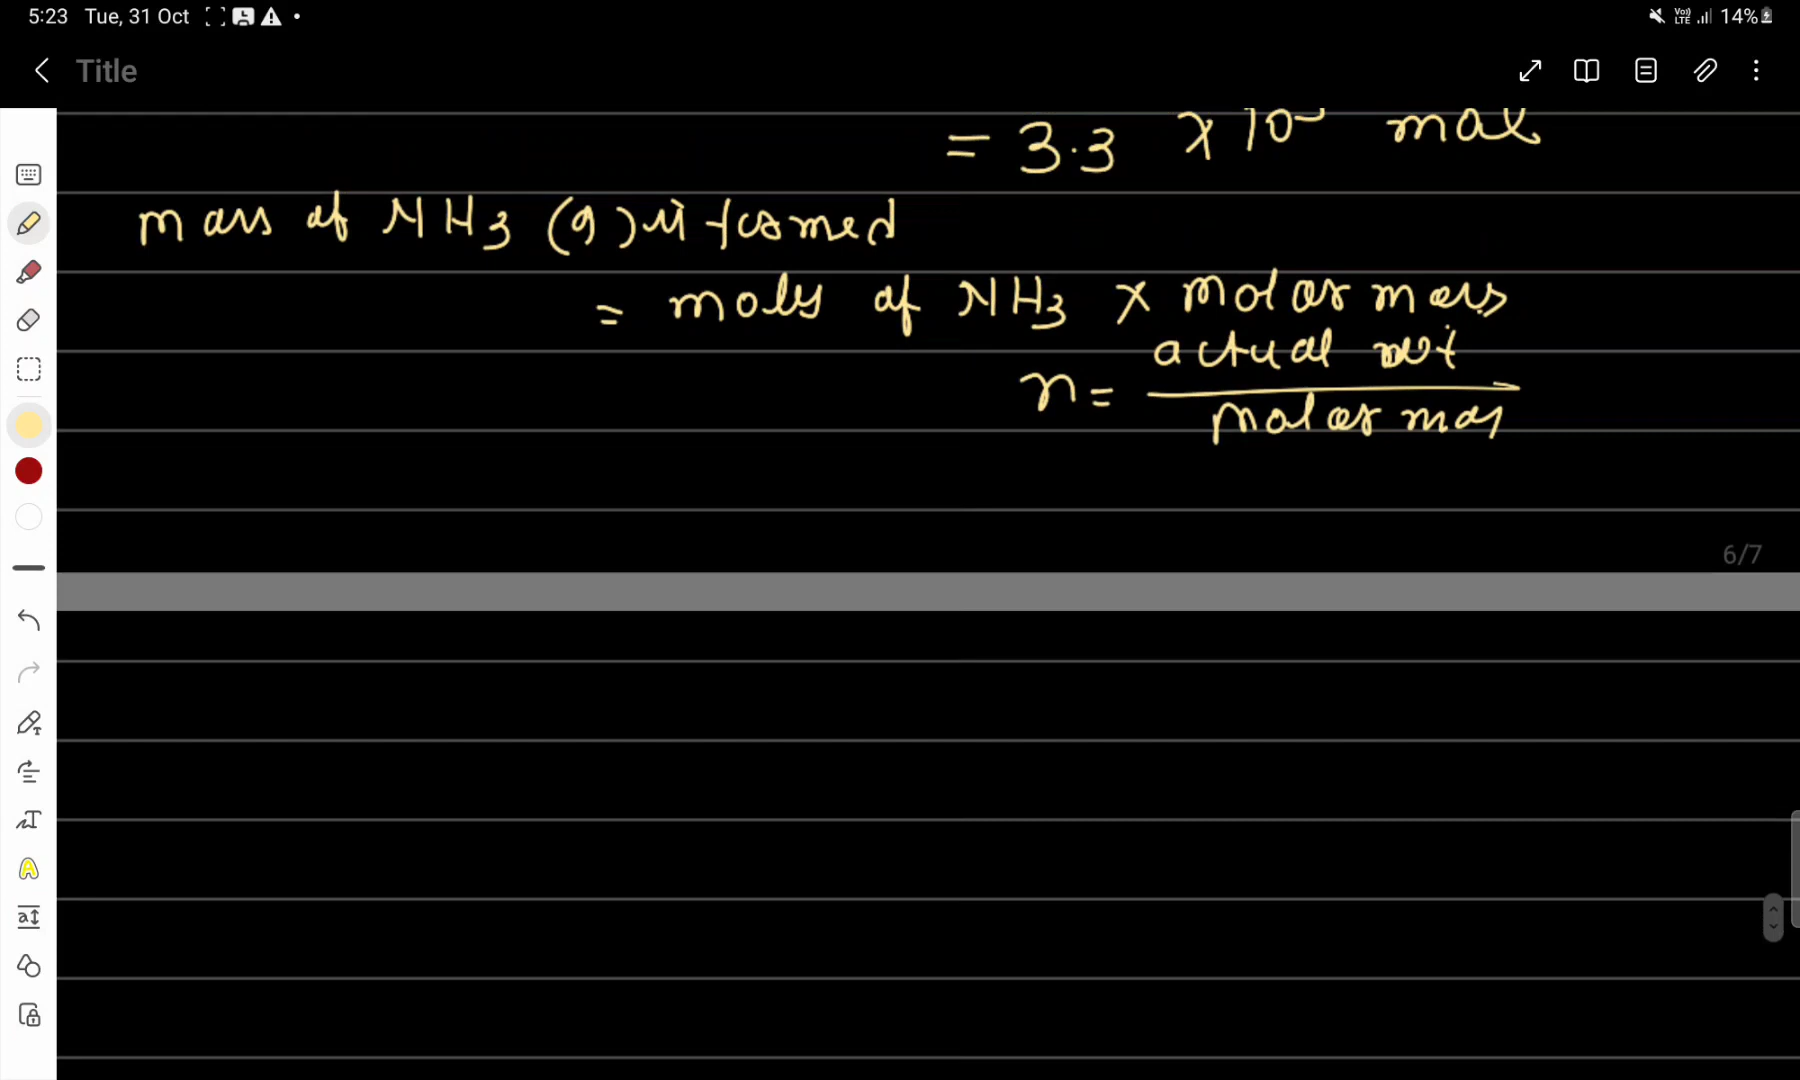 5:23 Tue, 31 Oct
14%
Title
= 3.3 × 10 mol
mass of NH3 (g) is formed
= moles of NH3 × molar mass
n = actual wt
molar mas
6/7